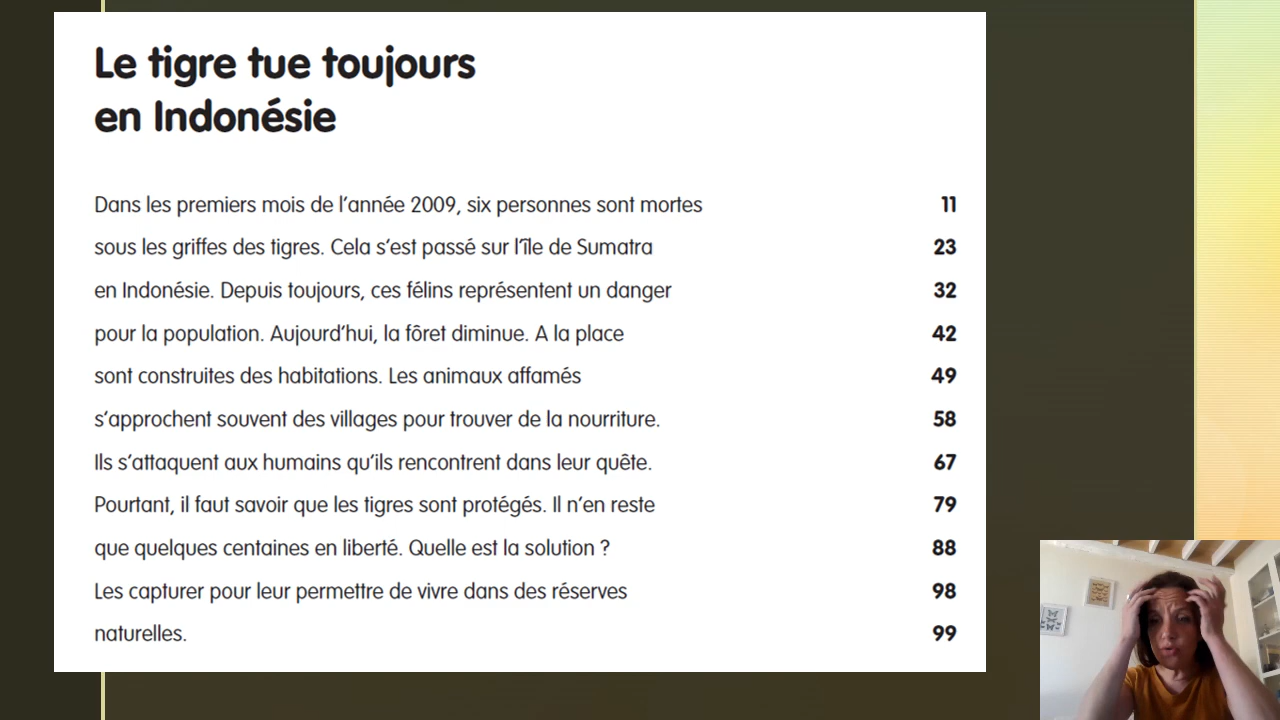 Le tigre tue toujours
en Indonésie
Dans les premiers mois de l'année 2009, six personnes sont mortes 11
sous les griffes des tigres. Cela s'est passé sur l'île de Sumatra 23
en Indonésie. Depuis toujours, ces félins représentent un danger 32
pour la population. Aujourd'hui, la fôret diminue. A la place 42
sont construites des habitations. Les animaux affamés 49
s'approchent souvent des villages pour trouver de la nourriture. 58
Ils s'attaquent aux humains qu'ils rencontrent dans leur quête. 67
Pourtant, il faut savoir que les tigres sont protégés. Il n'en reste 79
que quelques centaines en liberté. Quelle est la solution ? 88
Les capturer pour leur permettre de vivre dans des réserves 98
naturelles. 99